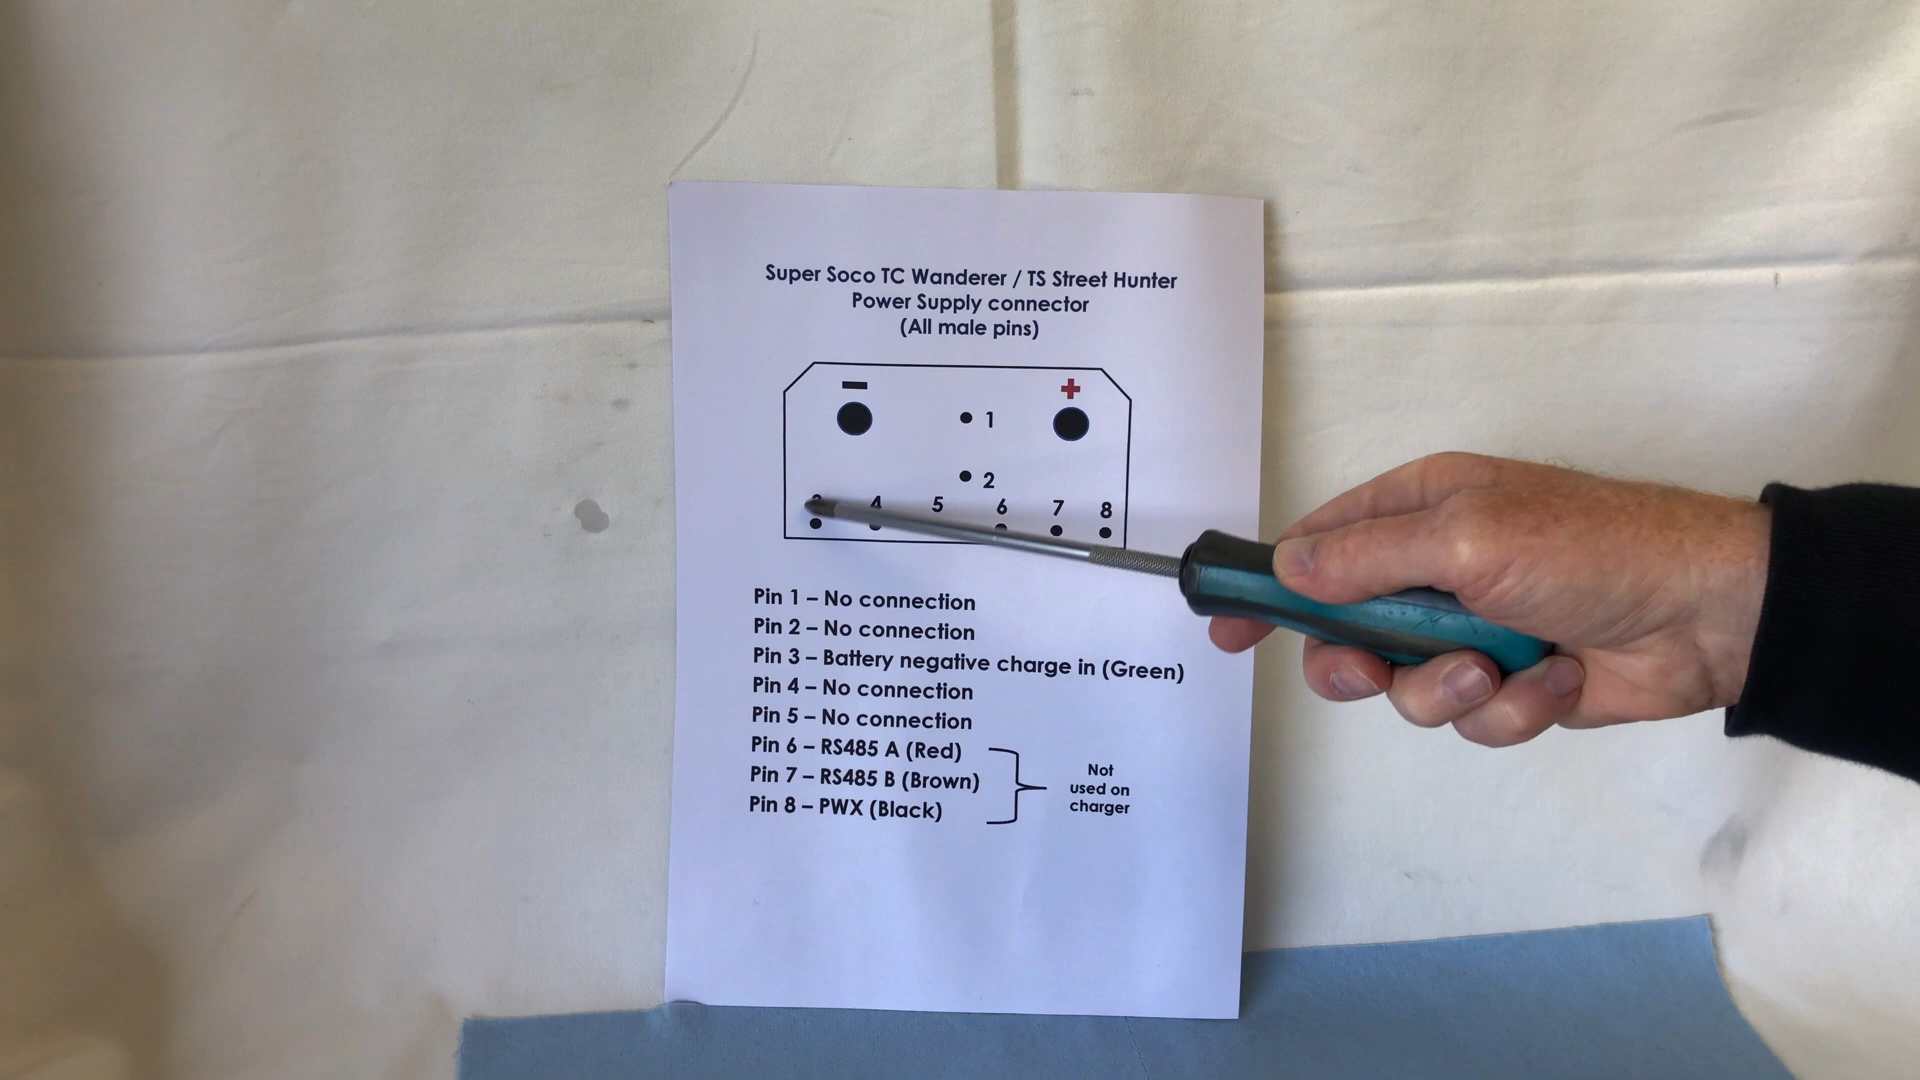 Super Soco TC Wanderer / TS Street Hunter
Power Supply connector
(All male pins)
− +
1
2
4 5 6 7 8
Pin 1 – No connection
Pin 2 – No connection
Pin 3 – Battery negative charge in (Green)
Pin 4 – No connection
Pin 5 – No connection
Pin 6 – RS485 A (Red)
Pin 7 – RS485 B (Brown)
Pin 8 – PWX (Black)
Not
used on
charger